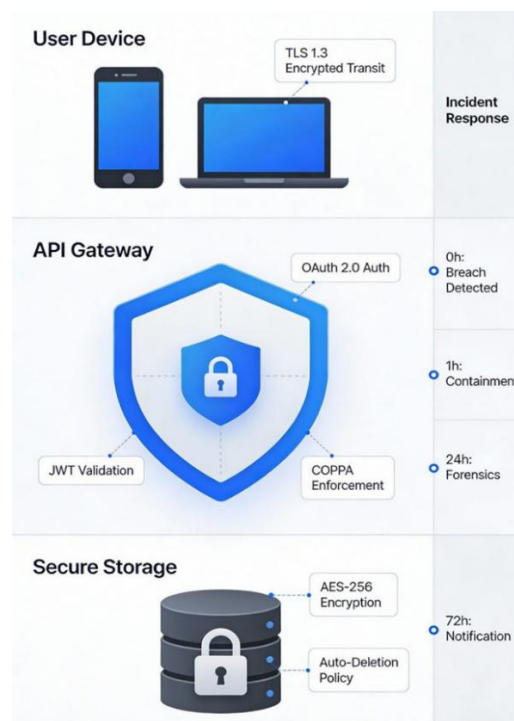 User Device
TLS 1.3
Encrypted Transit
Incident
Response
API Gateway
OAuth 2.0 Auth
0h:
Breach
Detected
1h:
Containmen
JWT Validation
COPPA
Enforcement
24h:
Forensics
Secure Storage
AES-256
Encryption
Auto-Deletion
Policy
72h:
Notification